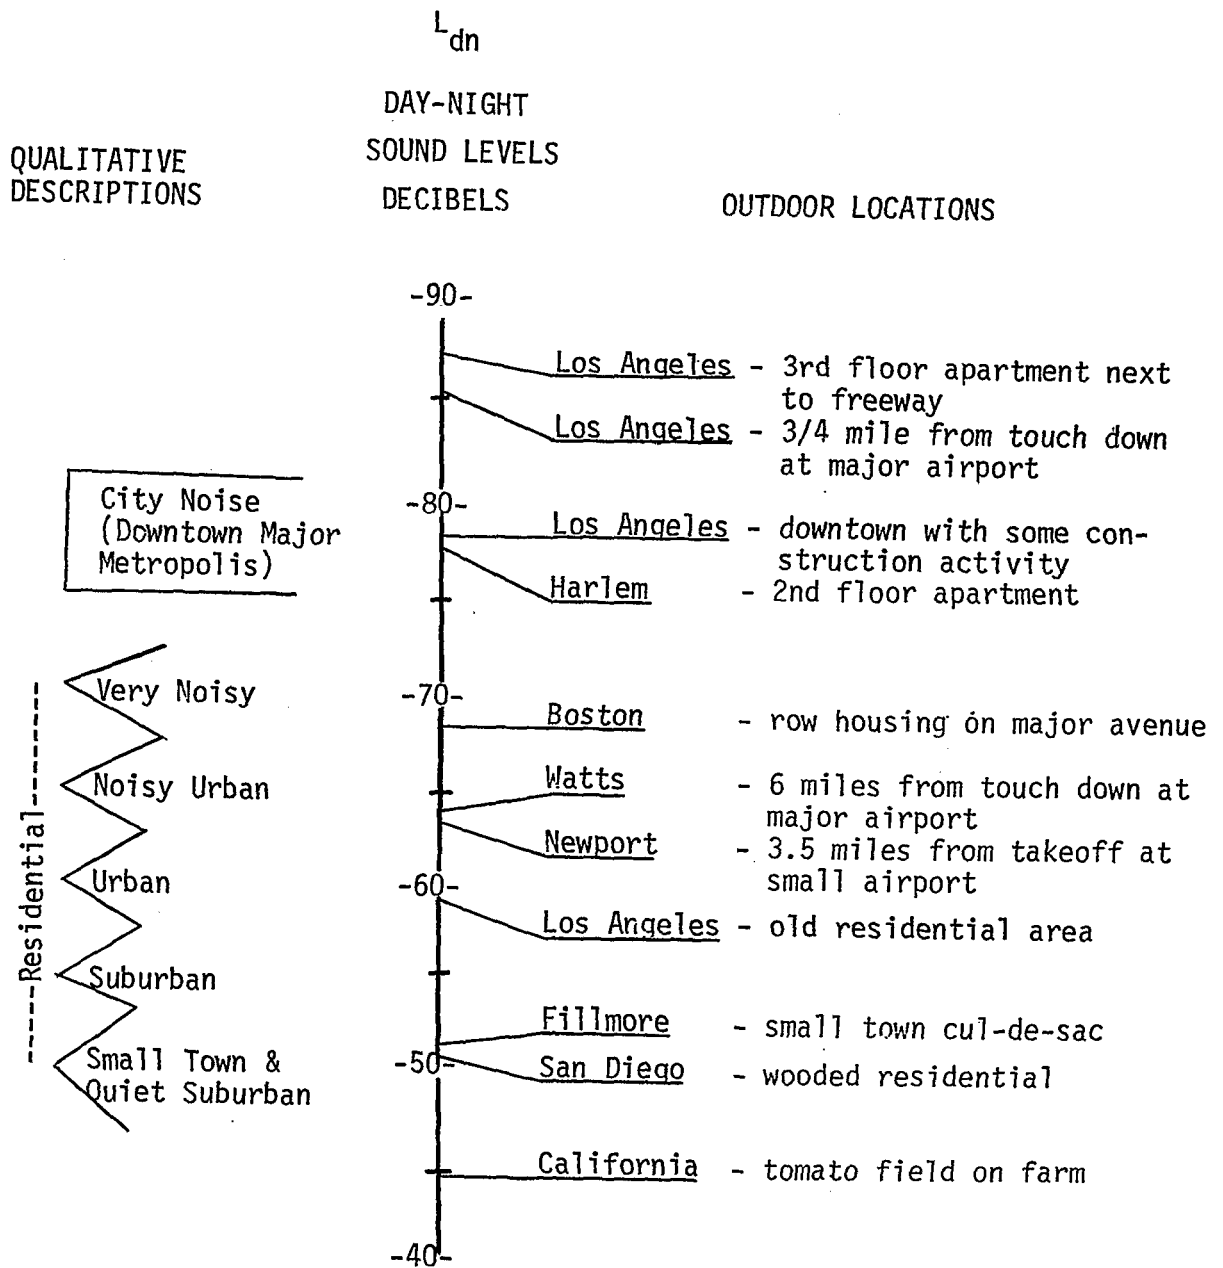 Ldn
DAY-NIGHT
SOUND LEVELS
DECIBELS
QUALITATIVE
DESCRIPTIONS
OUTDOOR LOCATIONS
-90-
Los Angeles - 3rd floor apartment next
to freeway
Los Angeles - 3/4 mile from touch down
at major airport
City Noise
(Downtown Major
Metropolis)
-80-
Los Angeles - downtown with some con-
struction activity
Harlem - 2nd floor apartment
-----Residential-------
Very Noisy
-70-
Boston - row housing on major avenue
Noisy Urban
Watts - 6 miles from touch down at
major airport
Newport - 3.5 miles from takeoff at
small airport
Urban
-60-
Los Angeles - old residential area
Suburban
Fillmore - small town cul-de-sac
Small Town &
Quiet Suburban
-50-
San Diego - wooded residential
California - tomato field on farm
-40-